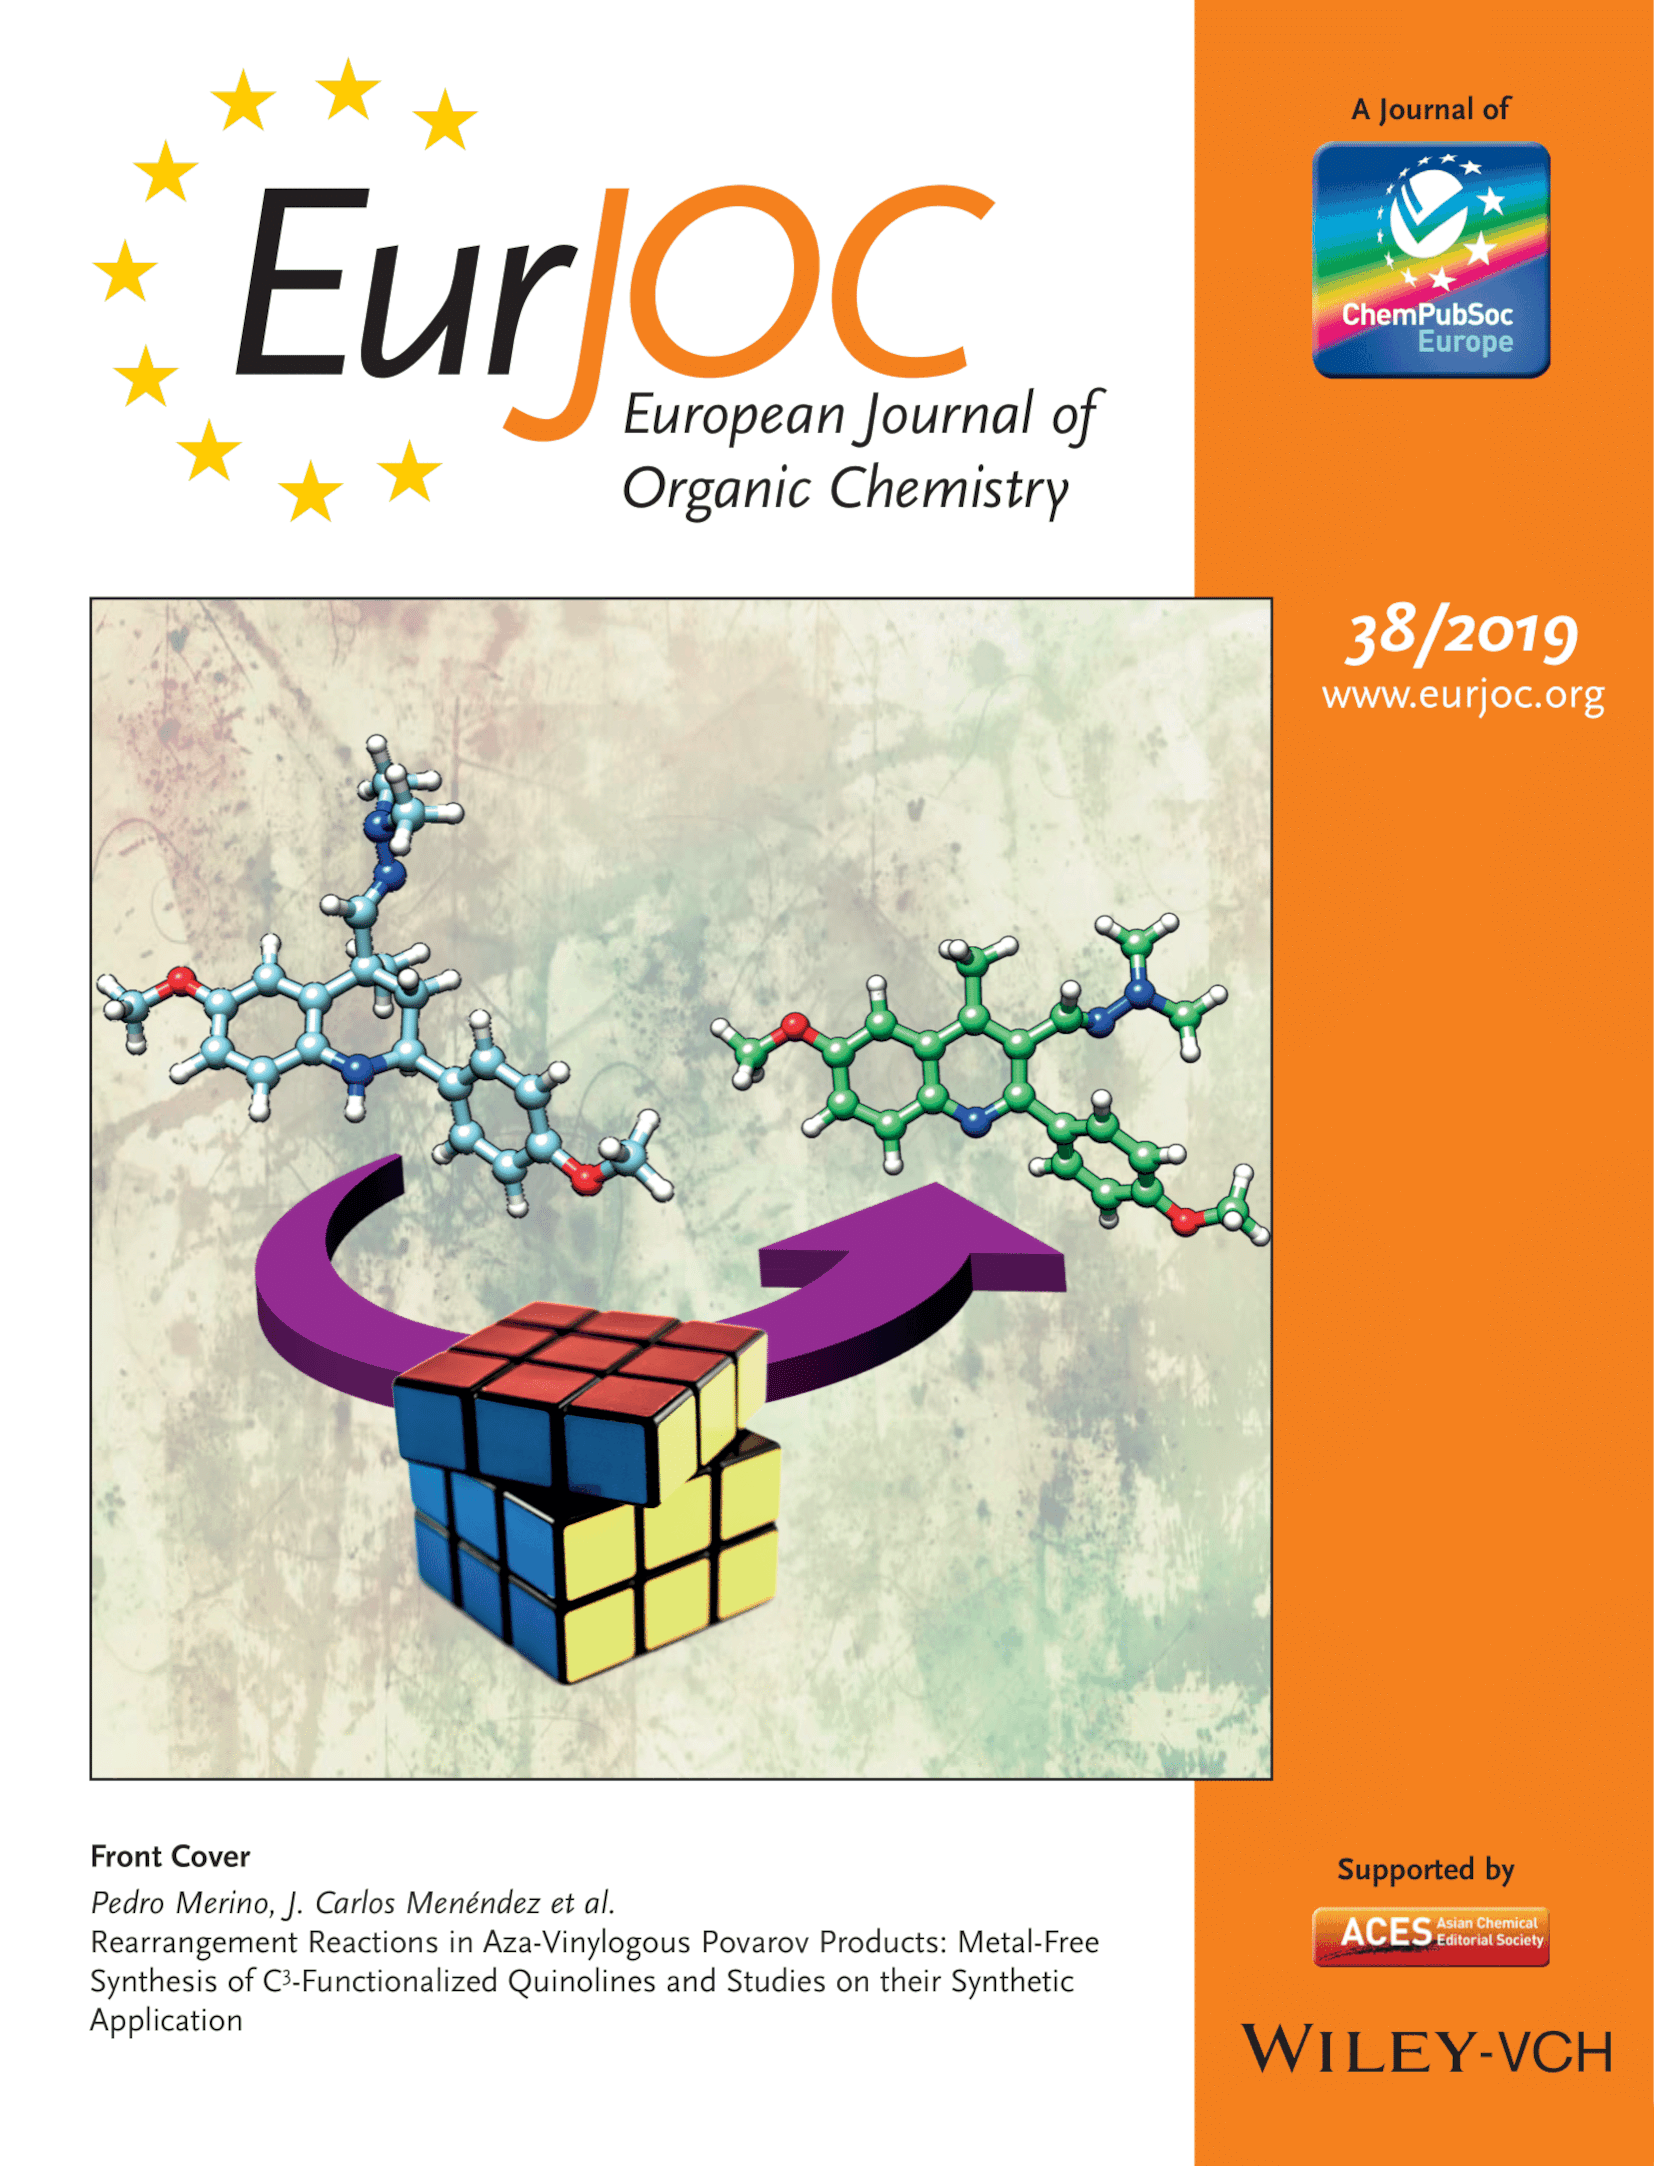 EurJOC
European Journal of
Organic Chemistry
A Journal of
ChemPubSoc
Europe
38/2019
www.eurjoc.org
Front Cover
Pedro Merino, J. Carlos Menéndez et al.
Rearrangement Reactions in Aza-Vinylogous Povarov Products: Metal-Free
Synthesis of C³-Functionalized Quinolines and Studies on their Synthetic
Application
Supported by
ACES Asian Chemical
Editorial Society
WILEY-VCH